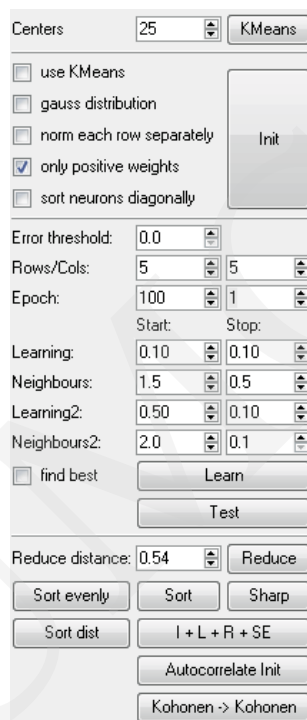 Centers 25 KMeans
use KMeans
gauss distribution
norm each row separately
only positive weights
sort neurons diagonally
Init
Error threshold: 0.0
Rows/Cols: 5 5
Epoch: 100 1
Start: Stop:
Learning: 0.10 0.10
Neighbours: 1.5 0.5
Learning2: 0.50 0.10
Neighbours2: 2.0 0.1
find best Learn
Test
Reduce distance: 0.54 Reduce
Sort evenly Sort Sharp
Sort dist I + L + R + SE
Autocorrelate Init
Kohonen -> Kohonen